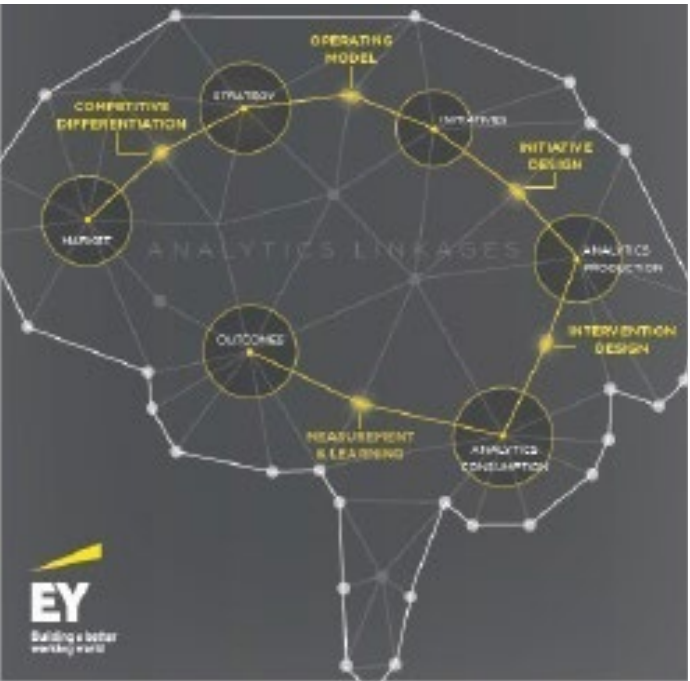 OPERATING
MODEL
STRATEGY
COMPETITIVE
DIFFERENTIATION
INITIATIVES
INITIATIVE
DESIGN
MARKET
ANALYTICS LINKAGES
ANALYTICS
PRODUCTION
OUTCOMES
INTERVENTION
DESIGN
MEASUREMENT
& LEARNING
ANALYTICS
CONSUMPTION
EY
Building a better
working world